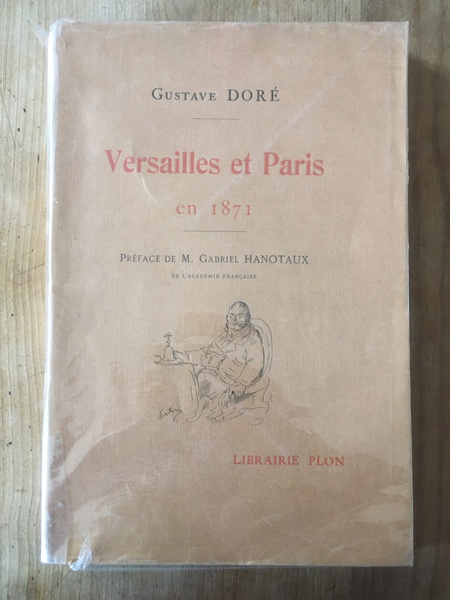 GUSTAVE DORÉ
Versailles et Paris
en 1871
PRÉFACE DE M. GABRIEL HANOTAUX
DE L'ACADÉMIE FRANÇAISE
LIBRAIRIE PLON